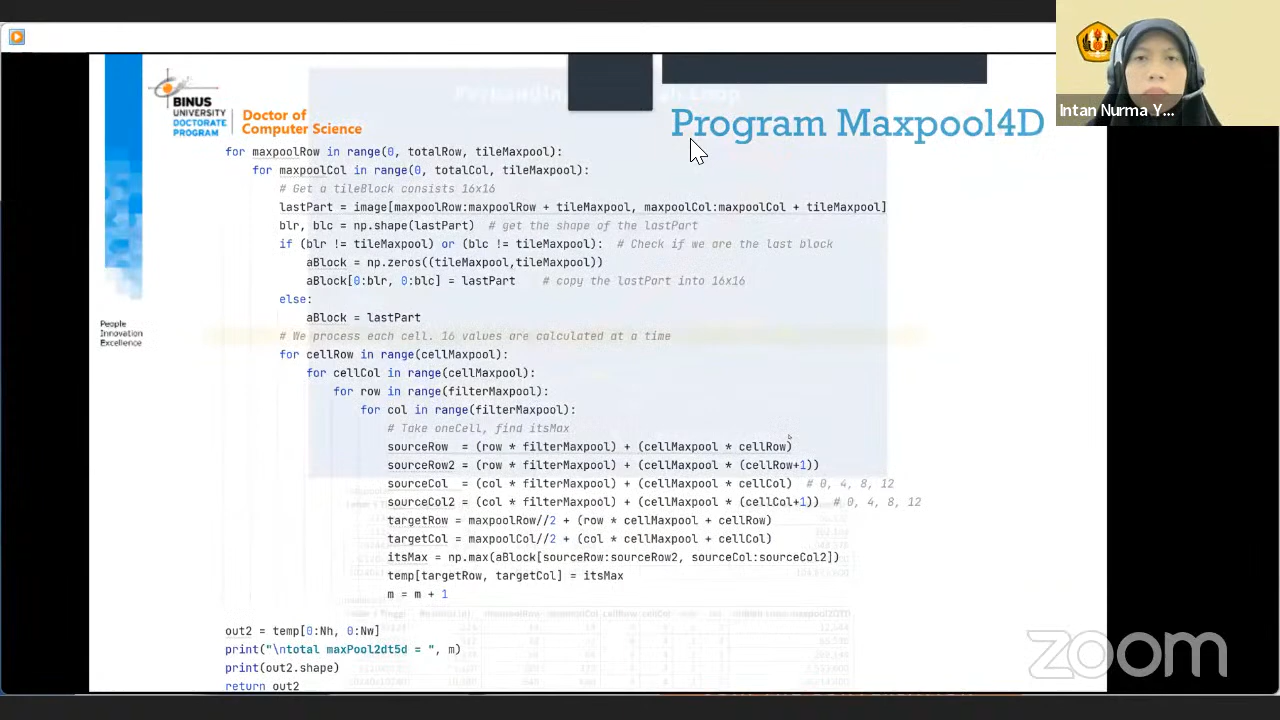 Intan Nurma Y...
BINUS
UNIVERSITY
DOCTORATE
PROGRAM
Doctor of
Computer Science
Program Maxpool4D
People
Innovation
Excellence
for maxpoolRow in range(0, totalRow, tileMaxpool):
for maxpoolCol in range(0, totalCol, tileMaxpool):
# Get a tileBlock consists 16x16
lastPart = image[maxpoolRow:maxpoolRow + tileMaxpool, maxpoolCol:maxpoolCol + tileMaxpool]
blr, blc = np.shape(lastPart) # get the shape of the lastPart
if (blr != tileMaxpool) or (blc != tileMaxpool): # Check if we are the last block
aBlock = np.zeros((tileMaxpool,tileMaxpool))
aBlock[0:blr, 0:blc] = lastPart # copy the lastPart into 16x16
else:
aBlock = lastPart
# We process each cell. 16 values are calculated at a time
for cellRow in range(cellMaxpool):
for cellCol in range(cellMaxpool):
for row in range(filterMaxpool):
for col in range(filterMaxpool):
# Take oneCell, find itsMax
sourceRow = (row * filterMaxpool) + (cellMaxpool * cellRow)
sourceRow2 = (row * filterMaxpool) + (cellMaxpool * (cellRow+1))
sourceCol = (col * filterMaxpool) + (cellMaxpool * cellCol) # 0, 4, 8, 12
sourceCol2 = (col * filterMaxpool) + (cellMaxpool * (cellCol+1)) # 0, 4, 8, 12
targetRow = maxpoolRow//2 + (row * cellMaxpool + cellRow)
targetCol = maxpoolCol//2 + (col * cellMaxpool + cellCol)
itsMax = np.max(aBlock[sourceRow:sourceRow2, sourceCol:sourceCol2])
temp[targetRow, targetCol] = itsMax
m = m + 1
out2 = temp[0:Nh, 0:Nw]
print("\ntotal maxPool2dt5d = ", m)
print(out2.shape)
return out2
zoom